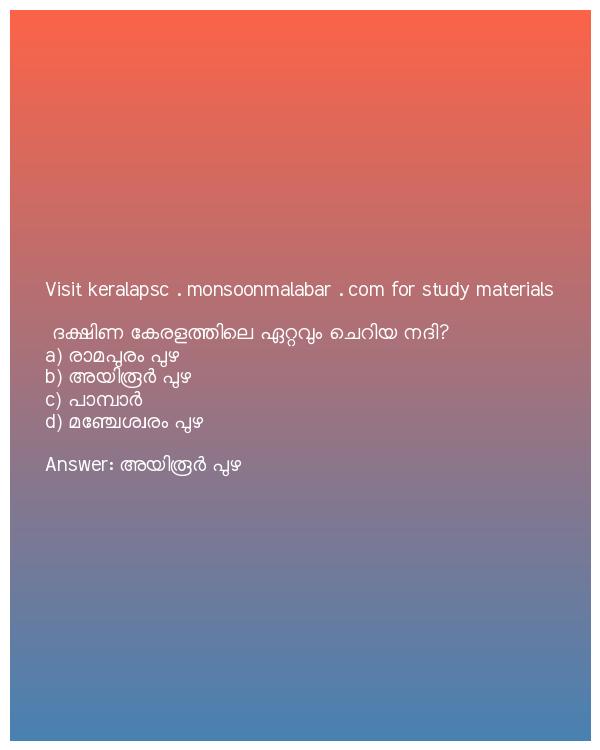 Visit keralapsc . monsoonmalabar . com for study materials
ദക്ഷിണ കേരളത്തിലെ ഏറ്റവും ചെറിയ നദി?
a) രാമപുരം പുഴ
b) അയിരൂർ പുഴ
c) പാമ്പാർ
d) മഞ്ചേശ്വരം പുഴ
Answer: അയിരൂർ പുഴ